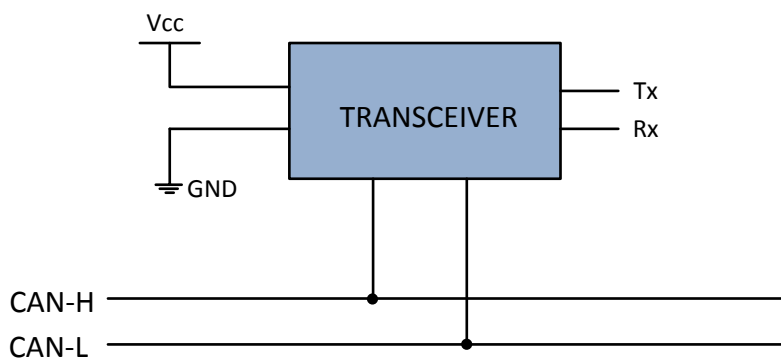 Vcc
TRANSCEIVER
Tx
Rx
GND
CAN-H
CAN-L